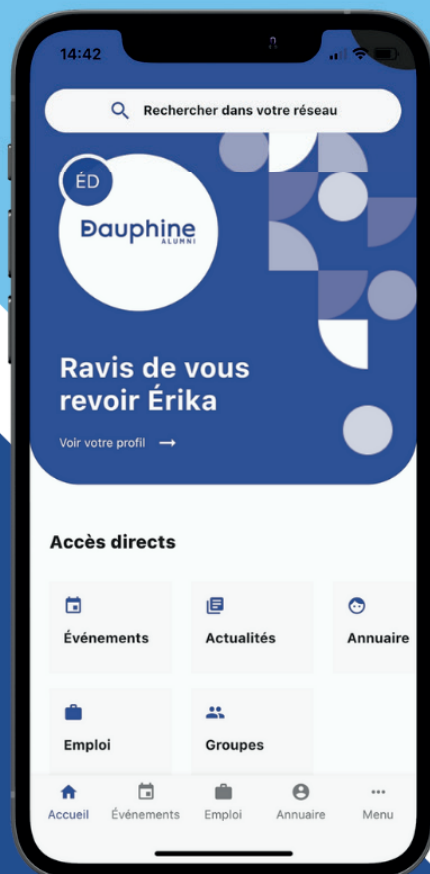 14:42
Rechercher dans votre réseau
ÉD
Dauphine
ALUMNI
Ravis de vous
revoir Érika
Voir votre profil →
Accès directs
Événements
Actualités
Annuaire
Emploi
Groupes
Accueil
Événements
Emploi
Annuaire
Menu